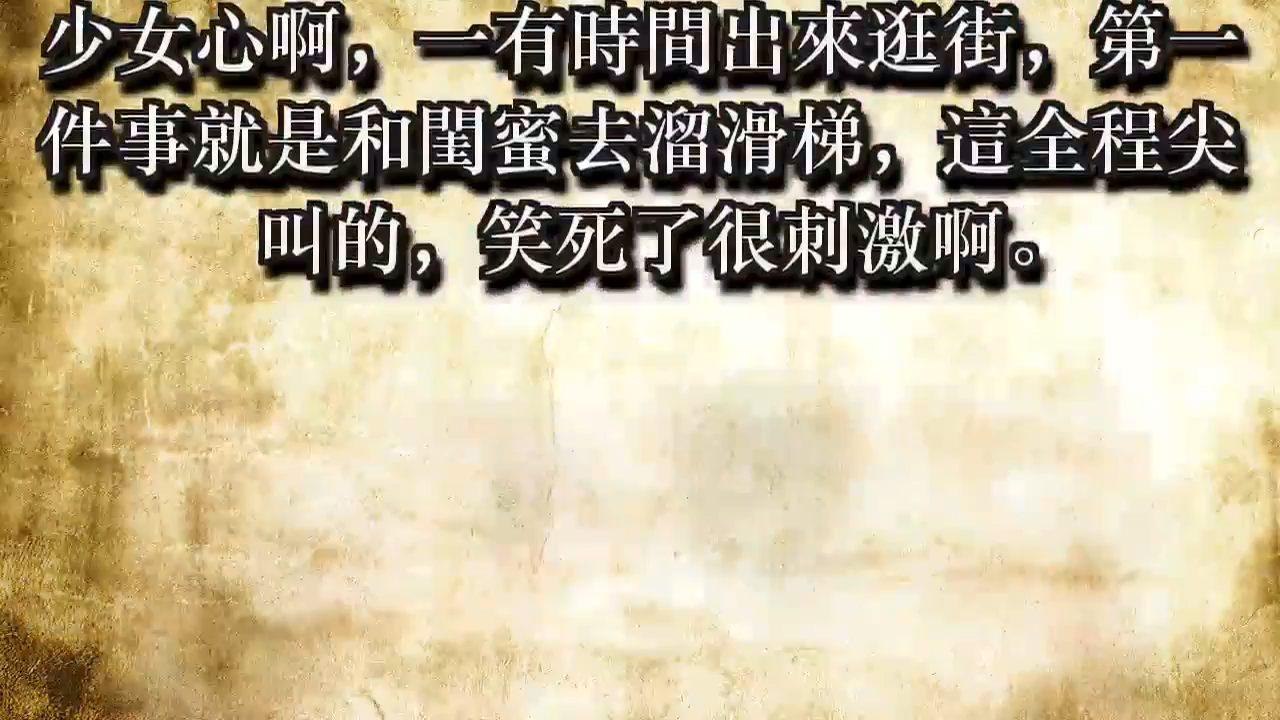 少女心啊，一有時間出來逛街，第一
件事就是和閨蜜去溜滑梯，這全程尖
叫的，笑死了很刺激啊。